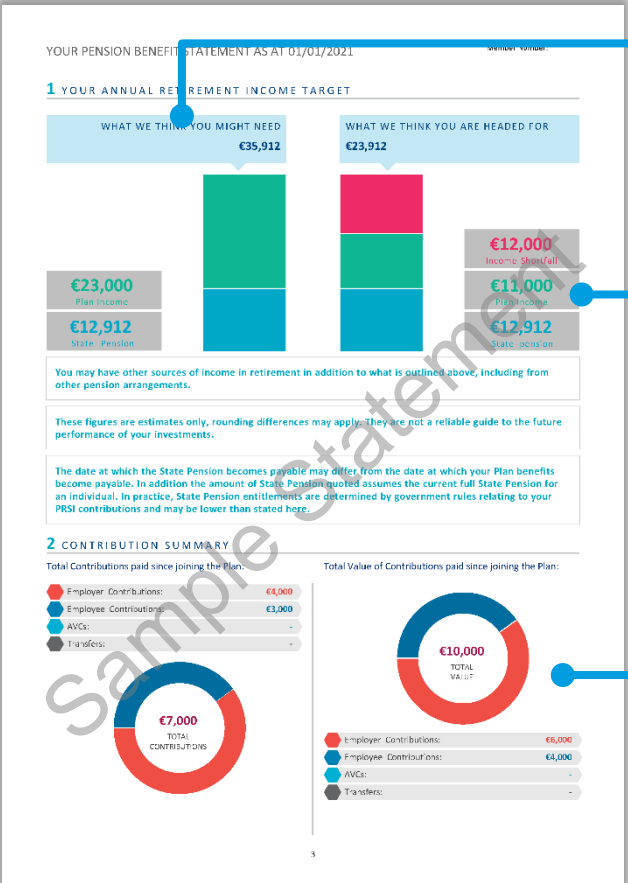 YOUR PENSION BENEFIT STATEMENT AS AT 01/01/2021
Member Number:
1 YOUR ANNUAL RETIREMENT INCOME TARGET
WHAT WE THINK YOU MIGHT NEED
€35,912
WHAT WE THINK YOU ARE HEADED FOR
€23,912
€23,000
Plan Income
€12,912
State Pension
€12,000
Income Shortfall
€11,000
Plan Income
€12,912
State pension
You may have other sources of income in retirement in addition to what is outlined above, including from
other pension arrangements.
These figures are estimates only, rounding differences may apply. They are not a reliable guide to the future
performance of your investments.
The date at which the State Pension becomes payable may differ from the date at which your Plan benefits
become payable. In addition the amount of State Pension quoted assumes the current full State Pension for
an individual. In practice, State Pension entitlements are determined by government rules relating to your
PRSI contributions and may be lower than stated here.
2 CONTRIBUTION SUMMARY
Total Contributions paid since joining the Plan:
Employer Contributions: €4,000
Employee Contributions: €3,000
AVCs: -
Transfers: -
€7,000
TOTAL
CONTRIBUTIONS
Total Value of Contributions paid since joining the Plan:
€10,000
TOTAL
VALUE
Employer Contributions: €6,000
Employee Contributions: €4,000
AVCs: -
Transfers: -
Sample Statement
3